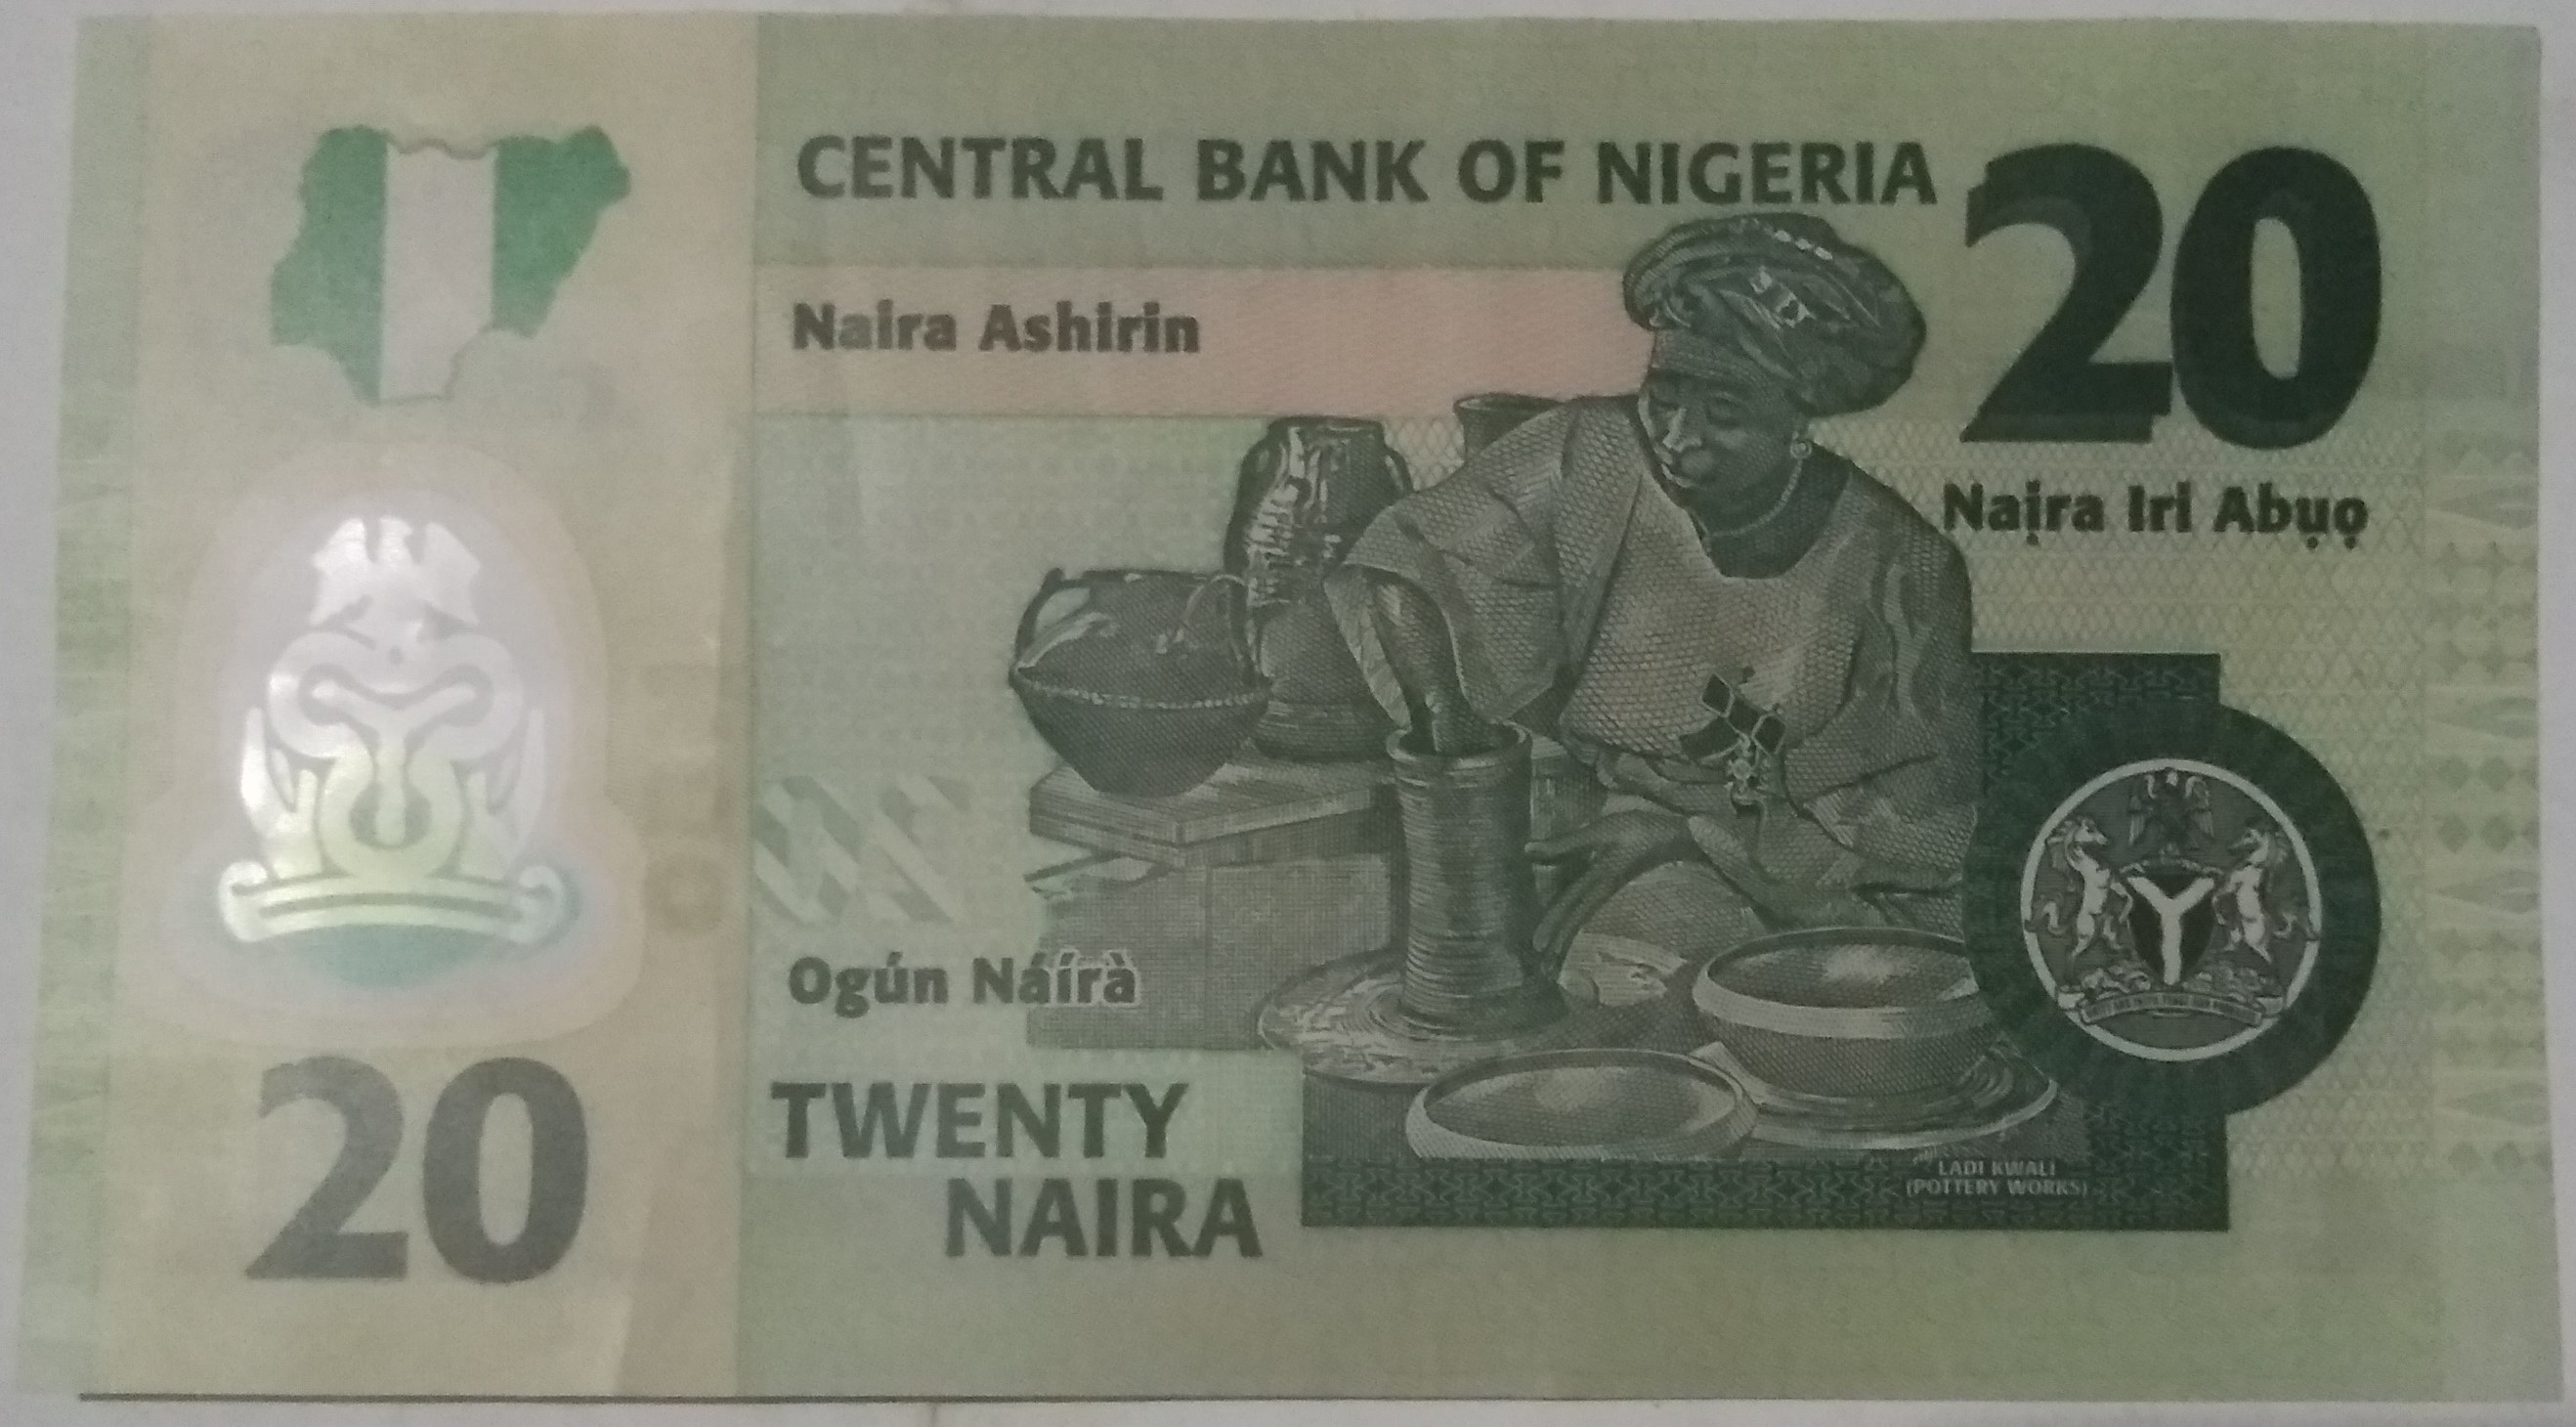 CENTRAL BANK OF NIGERIA
20
Naira Ashirin
Naịra Iri Abụọ
Ogún Náírà
20
TWENTY
NAIRA
LADI KWALI
(POTTERY WORKS)